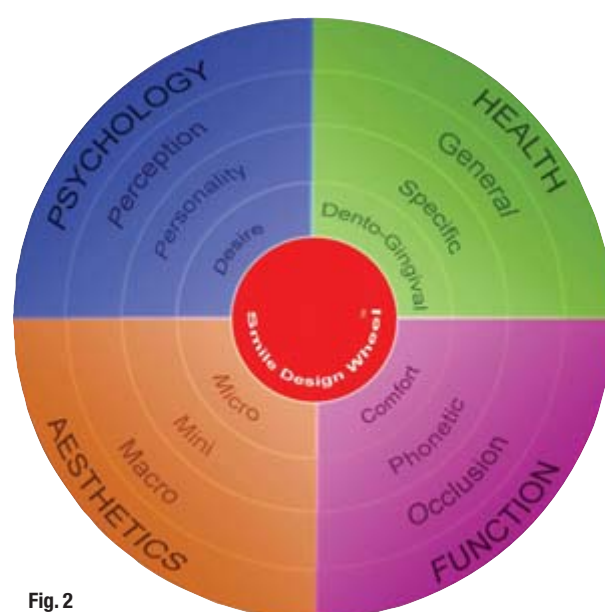 PSYCHOLOGY
Perception
Personality
Desire
HEALTH
General
Specific
Dento-Gingival
Smile Design Wheel
AESTHETICS
Macro
Mini
Micro
FUNCTION
Occlusion
Phonetic
Comfort
Fig. 2